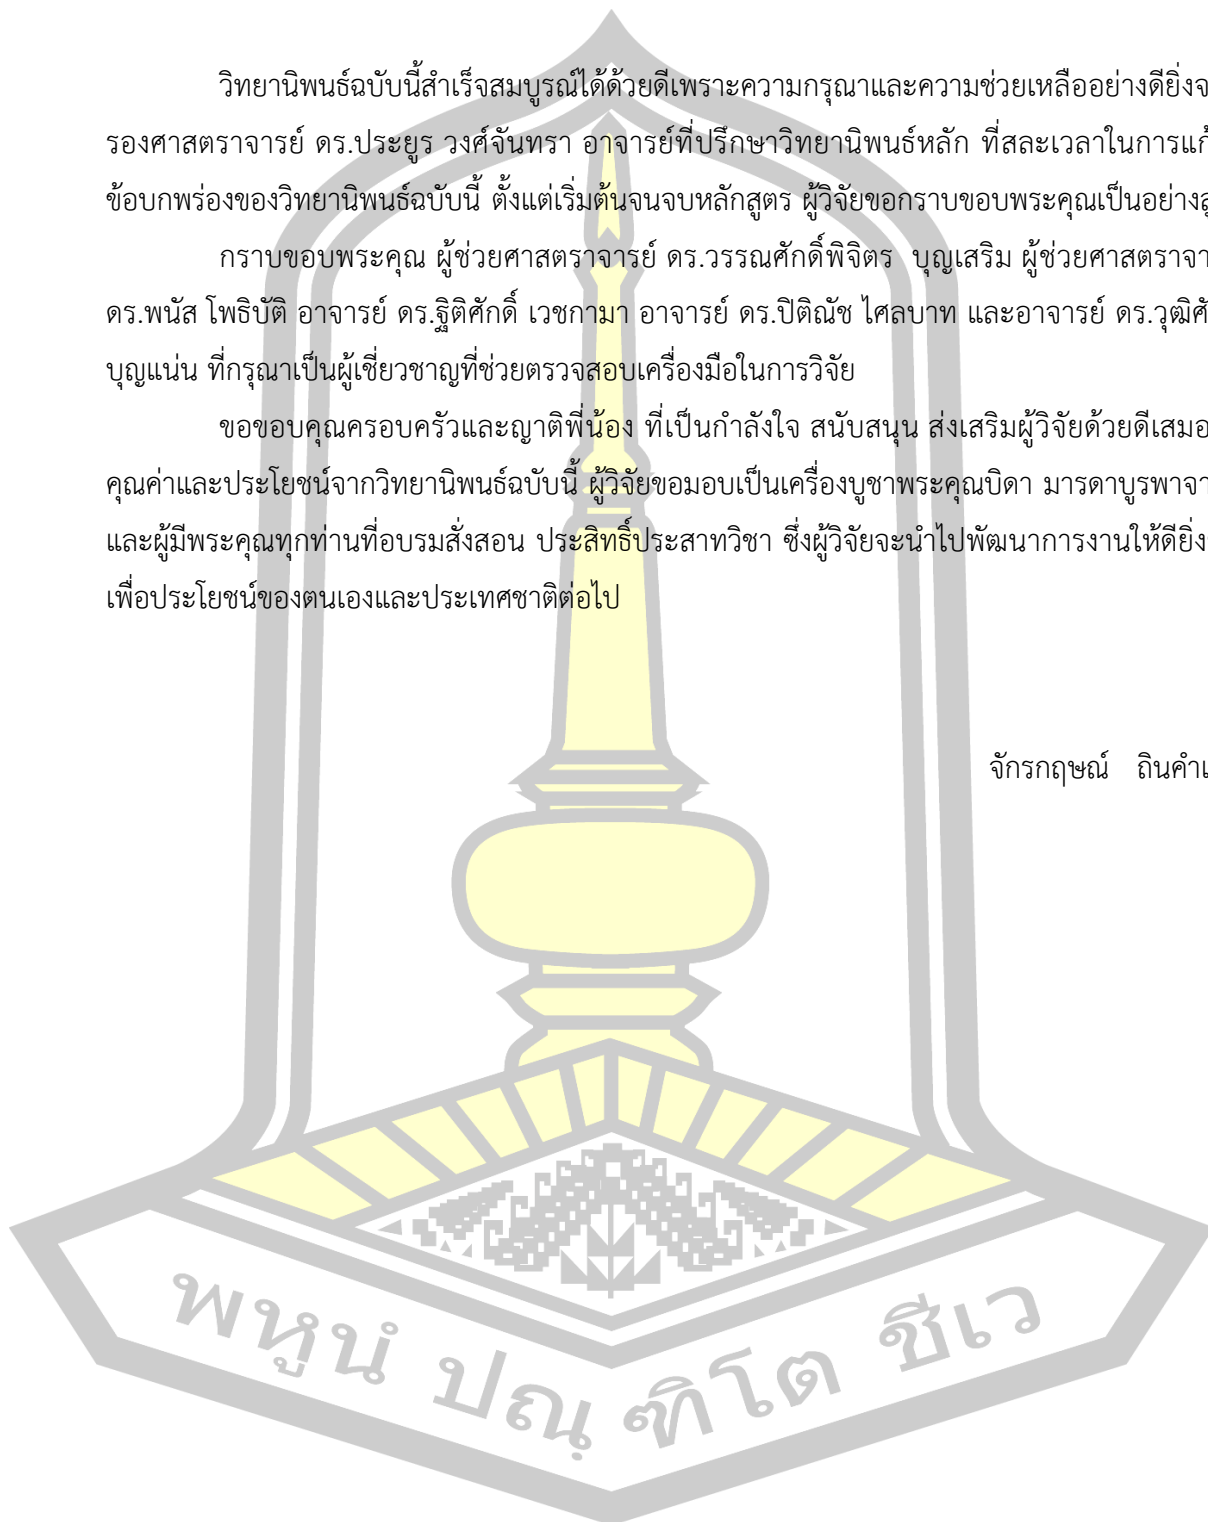 วิทยานิพนธ์ฉบับนี้สำเร็จสมบูรณ์ได้ด้วยดีเพราะความกรุณาและความช่วยเหลืออย่างดียิ่งจ
รองศาสตราจารย์ ดร.ประยูร วงศ์จันทรา อาจารย์ที่ปรึกษาวิทยานิพนธ์หลัก ที่สละเวลาในการแก้
ข้อบกพร่องของวิทยานิพนธ์ฉบับนี้ ตั้งแต่เริ่มต้นจนจบหลักสูตร ผู้วิจัยขอกราบขอบพระคุณเป็นอย่างสู
กราบขอบพระคุณ ผู้ช่วยศาสตราจารย์ ดร.วรรณศักดิ์พิจิตร บุญเสริม ผู้ช่วยศาสตราจา
ดร.พนัส โพธิบัติ อาจารย์ ดร.ฐิติศักดิ์ เวชกามา อาจารย์ ดร.ปิติณัช ไศลบาท และอาจารย์ ดร.วุฒิศั
บุญแน่น ที่กรุณาเป็นผู้เชี่ยวชาญที่ช่วยตรวจสอบเครื่องมือในการวิจัย
ขอขอบคุณครอบครัวและญาติพี่น้อง ที่เป็นกำลังใจ สนับสนุน ส่งเสริมผู้วิจัยด้วยดีเสมอ
คุณค่าและประโยชน์จากวิทยานิพนธ์ฉบับนี้ ผู้วิจัยขอมอบเป็นเครื่องบูชาพระคุณบิดา มารดาบูรพาจา
และผู้มีพระคุณทุกท่านที่อบรมสั่งสอน ประสิทธิ์ประสาทวิชา ซึ่งผู้วิจัยจะนำไปพัฒนาการงานให้ดียิ่ง
เพื่อประโยชน์ของตนเองและประเทศชาติต่อไป
จักรกฤษณ์ ถินคำ
พหูนํ ปณฺ ฑิโต ชีเว